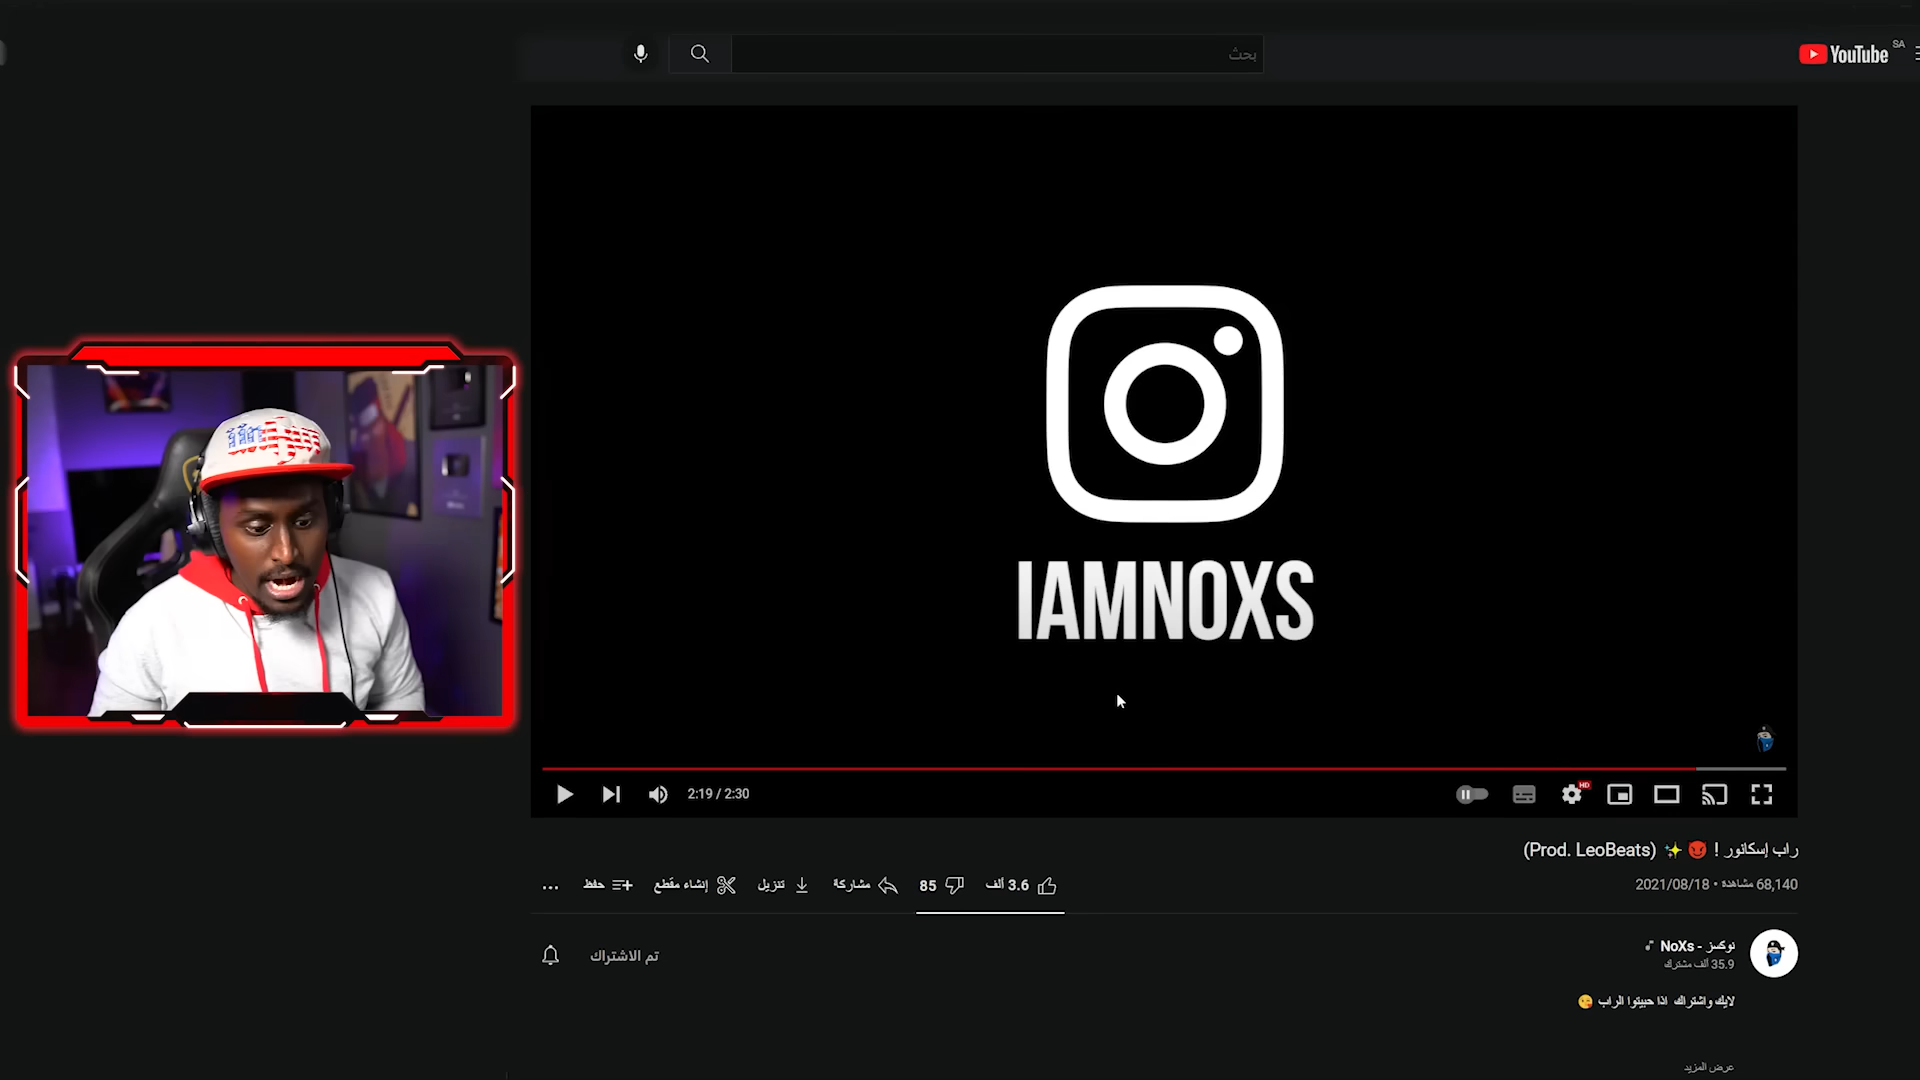 YouTube SA
بحث
IAMNOXS
2:19 / 2:30
HD
راب إسكانور ! 😈 ✨ (Prod. LeoBeats)
68,140 مشاهدة • 2021/08/18
3.6 ألف
85
مشاركة
تنزيل
إنشاء مقطع
حفظ
...
نوكسز - NoXs
35.9 ألف مشترك
تم الاشتراك
لايك واشتراك اذا حبيتوا الراب 😘
عرض المزيد